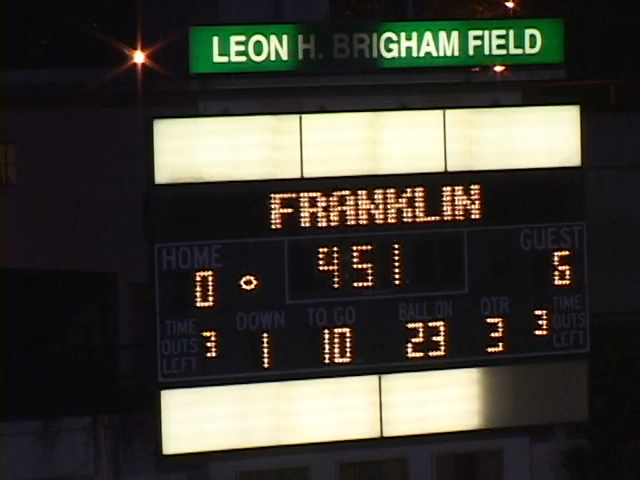 LEON H. BRIGHAM FIELD
FRANKLIN
HOME 451 GUEST
0 6
TIME OUTS LEFT 3 DOWN 1 TO GO 10 BALL ON 23 QTR 3 3 TIME OUTS LEFT